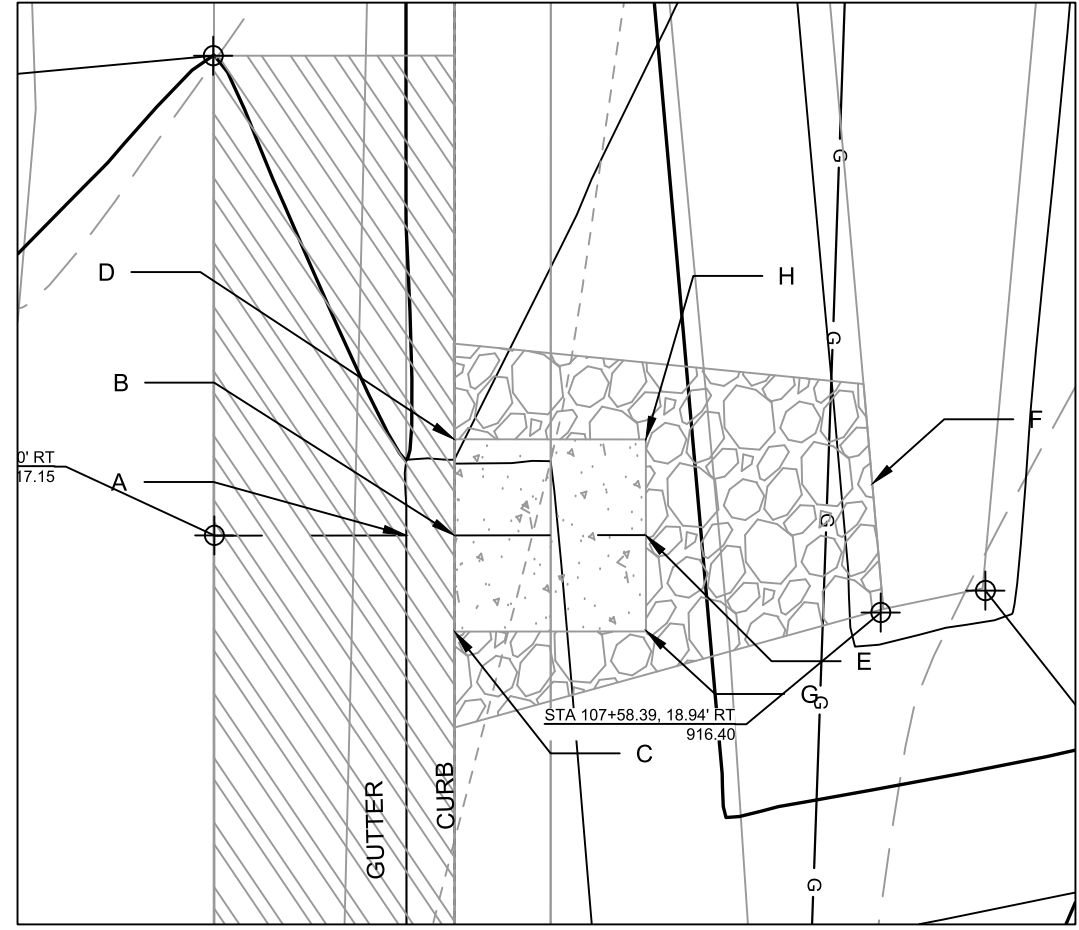 G
D
H
B
G
F
0' RT
17.15
A
G
E
G
G
STA 107+58.39, 18.94' RT
916.40
C
CURB
GUTTER
G